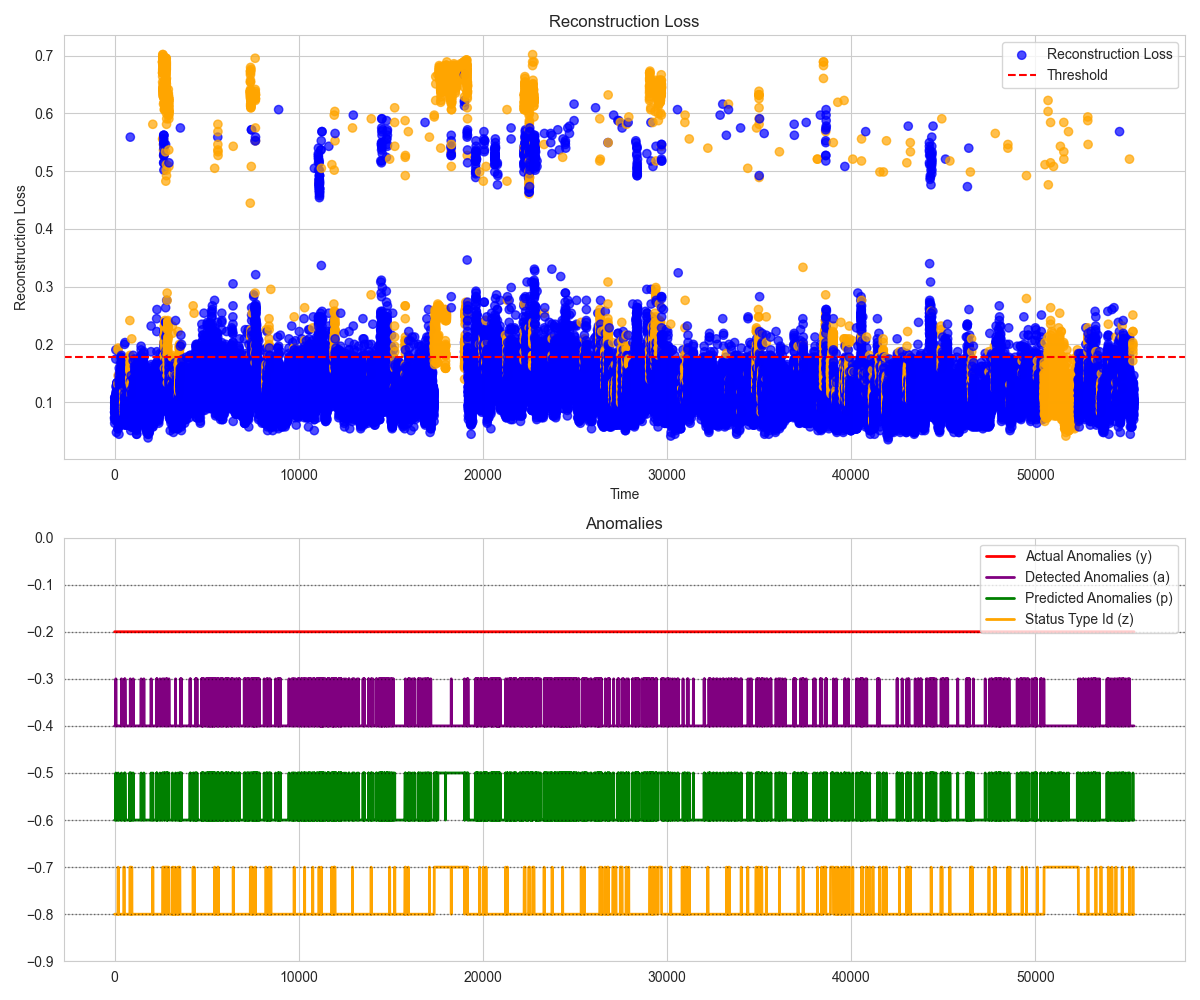 Reconstruction Loss
0.7
0.6
0.5
0.4
0.3
0.2
0.1
Reconstruction Loss
Reconstruction Loss
Threshold
0
10000
20000
30000
40000
50000
Time
Anomalies
0.0
−0.1
−0.2
−0.3
−0.4
−0.5
−0.6
−0.7
−0.8
−0.9
Actual Anomalies (y)
Detected Anomalies (a)
Predicted Anomalies (p)
Status Type Id (z)
0
10000
20000
30000
40000
50000